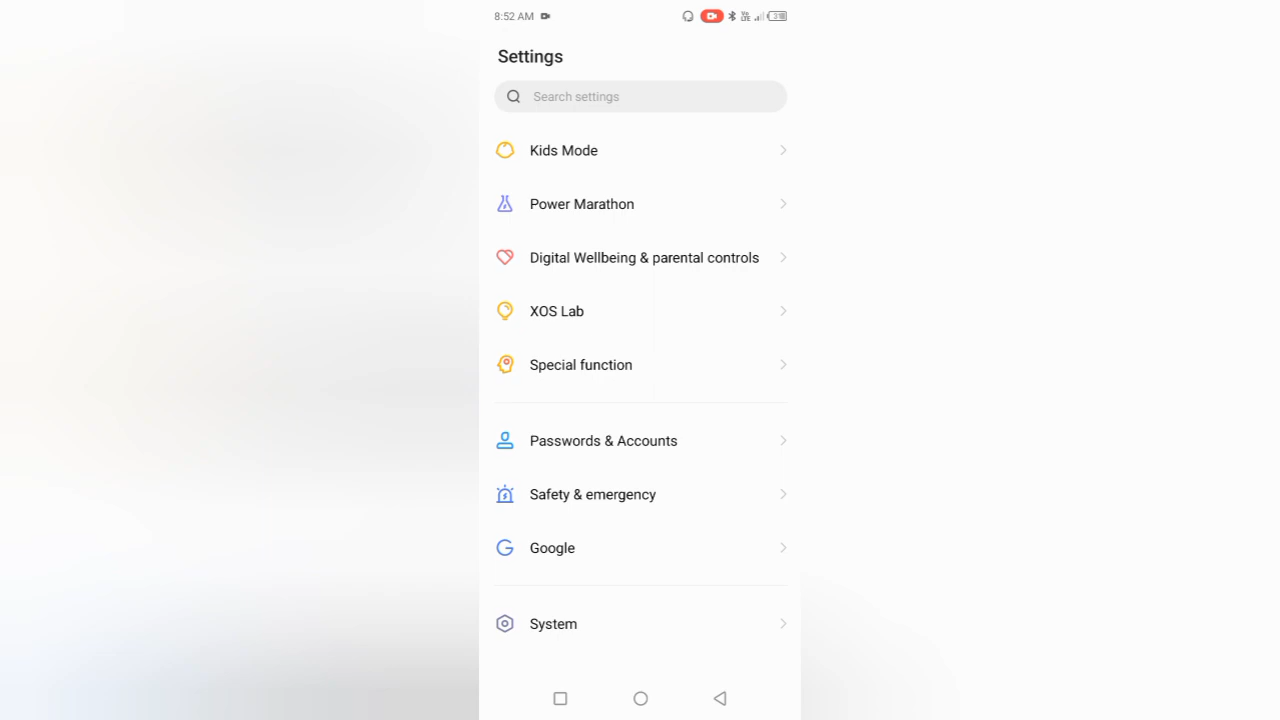 8:52 AM
Settings
Search settings
Kids Mode
Power Marathon
Digital Wellbeing & parental controls
XOS Lab
Special function
Passwords & Accounts
Safety & emergency
Google
System